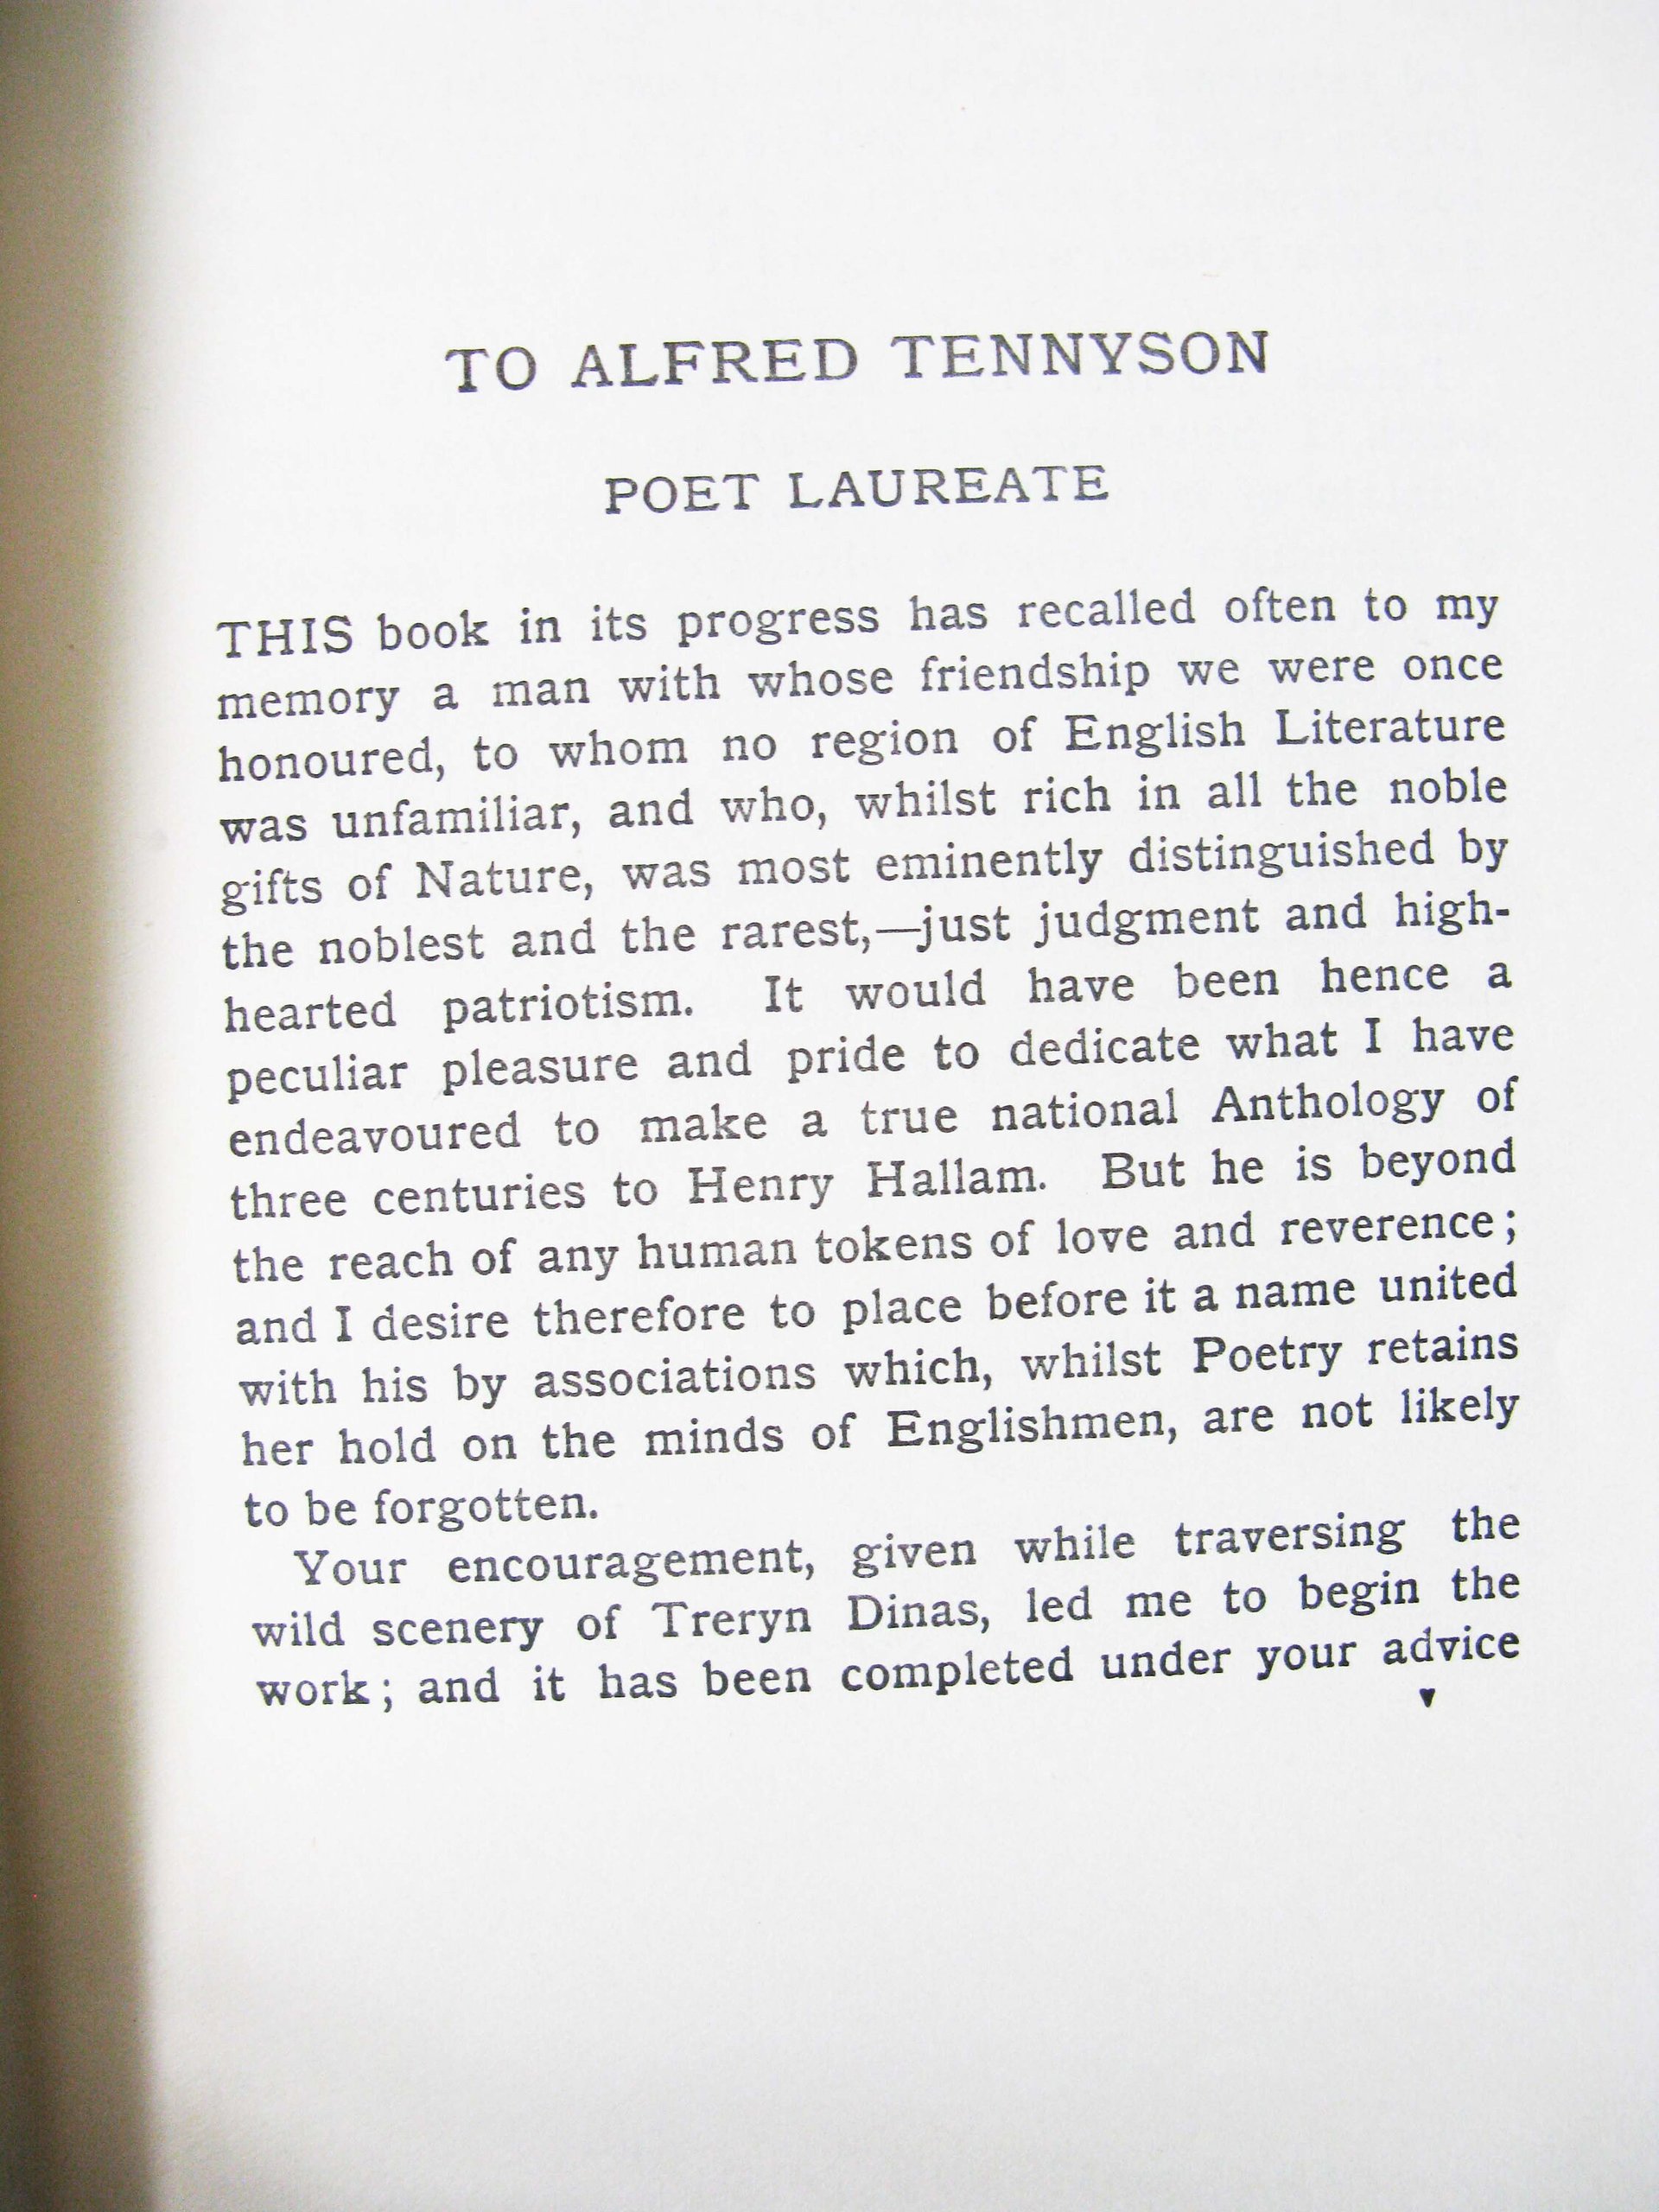 TO ALFRED TENNYSON
POET LAUREATE
THIS book in its progress has recalled often to my
memory a man with whose friendship we were once
honoured, to whom no region of English Literature
was unfamiliar, and who, whilst rich in all the noble
gifts of Nature, was most eminently distinguished by
the noblest and the rarest,—just judgment and high-
hearted patriotism. It would have been hence a
peculiar pleasure and pride to dedicate what I have
endeavoured to make a true national Anthology of
three centuries to Henry Hallam. But he is beyond
the reach of any human tokens of love and reverence;
and I desire therefore to place before it a name united
with his by associations which, whilst Poetry retains
her hold on the minds of Englishmen, are not likely
to be forgotten.
Your encouragement, given while traversing the
wild scenery of Treryn Dinas, led me to begin the
work; and it has been completed under your advice
v